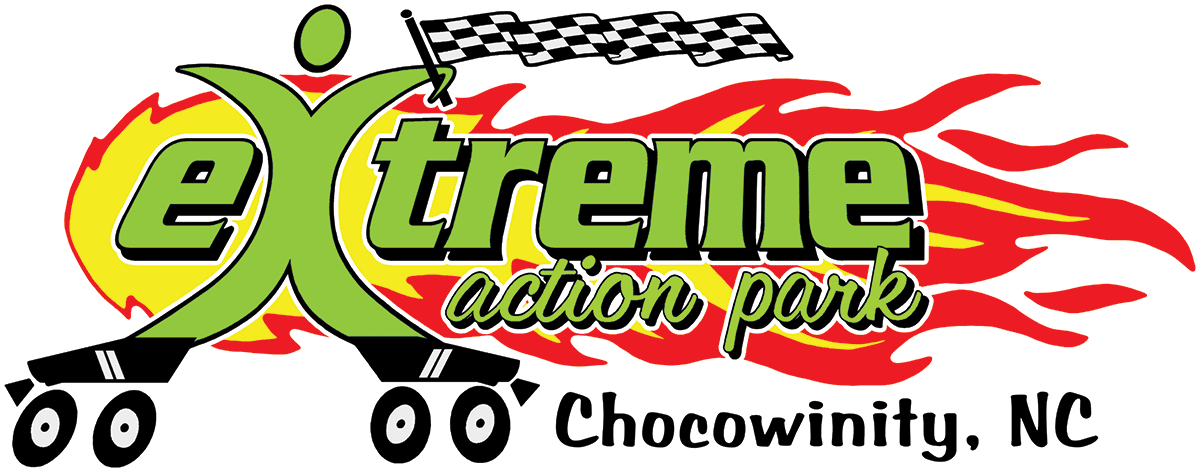 eXtreme
action park
Chocowinity, NC